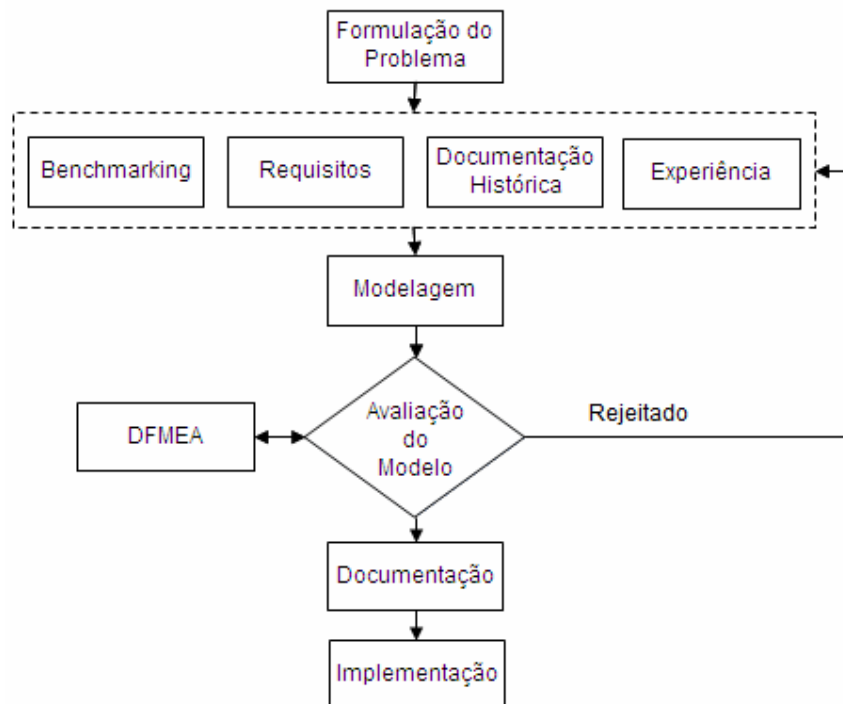 Formulação do
Problema
Benchmarking
Requisitos
Documentação
Histórica
Experiência
Modelagem
Avaliação
do
Modelo
DFMEA
Rejeitado
Documentação
Implementação